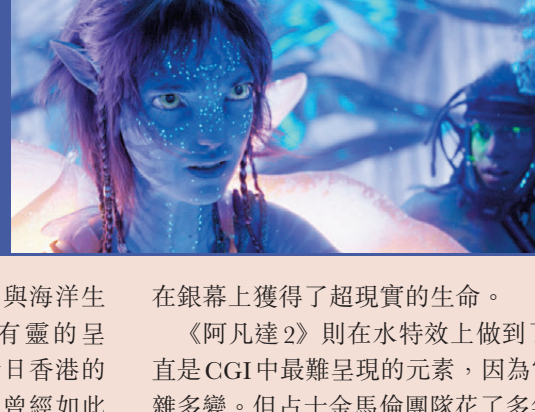 與海洋生
有靈的呈
日香港的
曾經如此
在銀幕上獲得了超現實的生命。
《阿凡達2》則在水特效上做到了
直是CGI中最難呈現的元素,因為
雜多變。但占士金馬倫團隊花了多